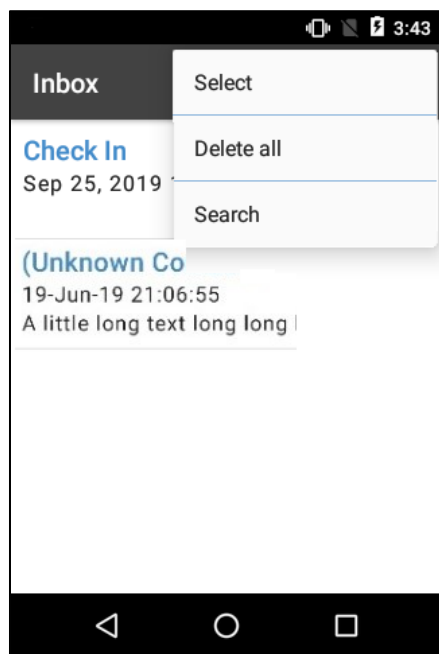 3:43
Inbox
Select
Delete all
Search
Check In
Sep 25, 2019
(Unknown Co
19-Jun-19 21:06:55
A little long text long long